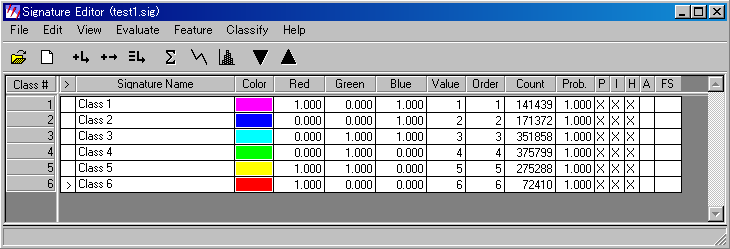 Signature Editor (test1.sig)
File Edit View Evaluate Feature Classify Help
+L +→ ΞL Σ
Class # > Signature Name Color Red Green Blue Value Order Count Prob. P I H A FS
1 Class 1 1.000 0.000 1.000 1 1 141439 1.000 X X X
2 Class 2 0.000 0.000 1.000 2 2 171372 1.000 X X X
3 Class 3 0.000 1.000 1.000 3 3 351858 1.000 X X X
4 Class 4 0.000 1.000 0.000 4 4 375799 1.000 X X X
5 Class 5 1.000 1.000 0.000 5 5 275288 1.000 X X X
6 > Class 6 1.000 0.000 0.000 6 6 72410 1.000 X X X